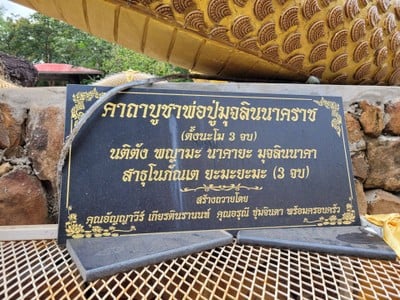 คาถาบูชาพ่อปู่มุจลินนาคราช
(ตั้งนะโม 3 จบ)
นติตัง พญามะ นาคายะ มุจลินนาคา
สาธุโนภัณเต ยะมะยะมะ (3 จบ)
สร้างถวายโดย
คุณอัญญาวีร์ เกียรตินรานนท์ คุณอรุณี ชุ่มจินดา พร้อมครอบครัว